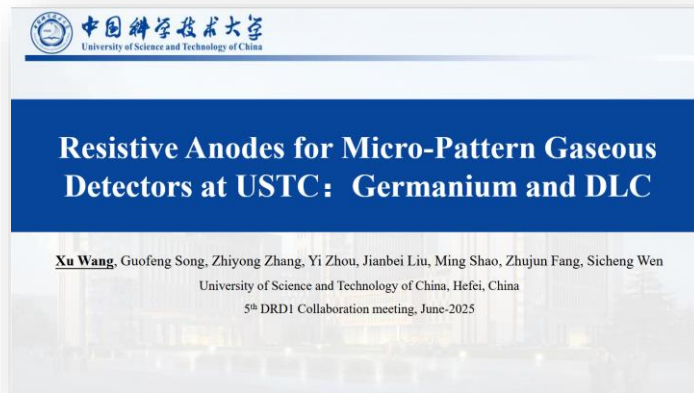 中国科学技术大学
University of Science and Technology of China
Resistive Anodes for Micro-Pattern Gaseous
Detectors at USTC：Germanium and DLC
Xu Wang, Guofeng Song, Zhiyong Zhang, Yi Zhou, Jianbei Liu, Ming Shao, Zhujun Fang, Sicheng Wen
University of Science and Technology of China, Hefei, China
5th DRD1 Collaboration meeting, June-2025